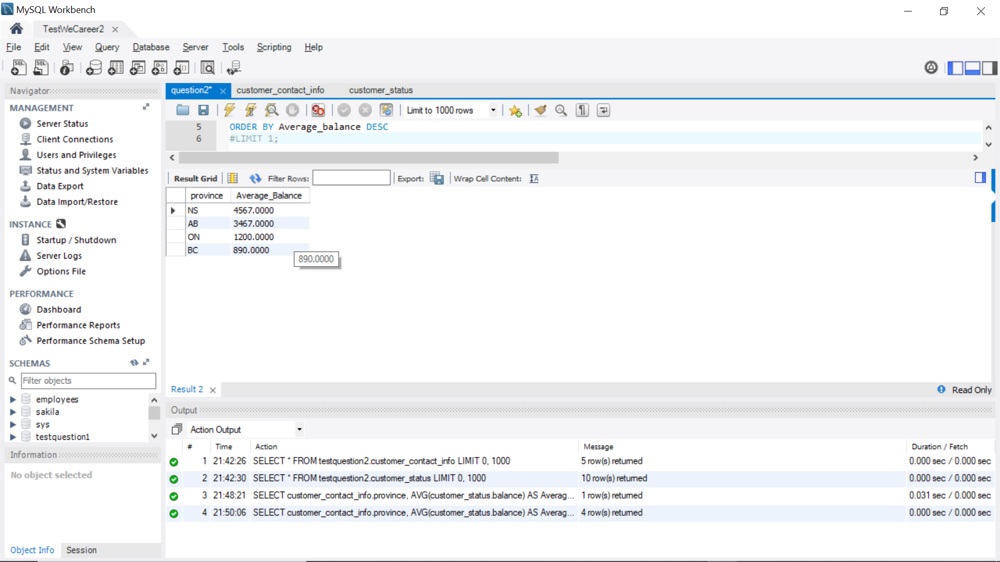 MySQL Workbench
TestWeCareer2
File Edit View Query Database Server Tools Scripting Help
Navigator
MANAGEMENT
Server Status
Client Connections
Users and Privileges
Status and System Variables
Data Export
Data Import/Restore
INSTANCE
Startup / Shutdown
Server Logs
Options File
PERFORMANCE
Dashboard
Performance Reports
Performance Schema Setup
SCHEMAS
Filter objects
employees
sakila
sys
testquestion1
Information
No object selected
Object Info Session
question2* customer_contact_info customer_status
Limit to 1000 rows
5 ORDER BY Average_balance DESC
6 #LIMIT 1;
Result Grid Filter Rows: Export: Wrap Cell Content:
province Average_Balance
NS 4567.0000
AB 3467.0000
ON 1200.0000
BC 890.0000
890.0000
Result 2 Read Only
Output
Action Output
# Time Action Message Duration / Fetch
1 21:42:26 SELECT * FROM testquestion2.customer_contact_info LIMIT 0, 1000 5 row(s) returned 0.000 sec / 0.000 sec
2 21:42:30 SELECT * FROM testquestion2.customer_status LIMIT 0, 1000 10 row(s) returned 0.000 sec / 0.000 sec
3 21:48:21 SELECT customer_contact_info.province, AVG(customer_status.balance) AS Averag... 1 row(s) returned 0.031 sec / 0.000 sec
4 21:50:06 SELECT customer_contact_info.province, AVG(customer_status.balance) AS Averag... 4 row(s) returned 0.000 sec / 0.000 sec